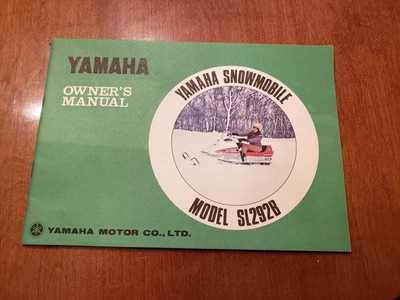 YAMAHA
OWNER'S
MANUAL
YAMAHA SNOWMOBILE
MODEL SL292B
YAMAHA MOTOR CO., LTD.